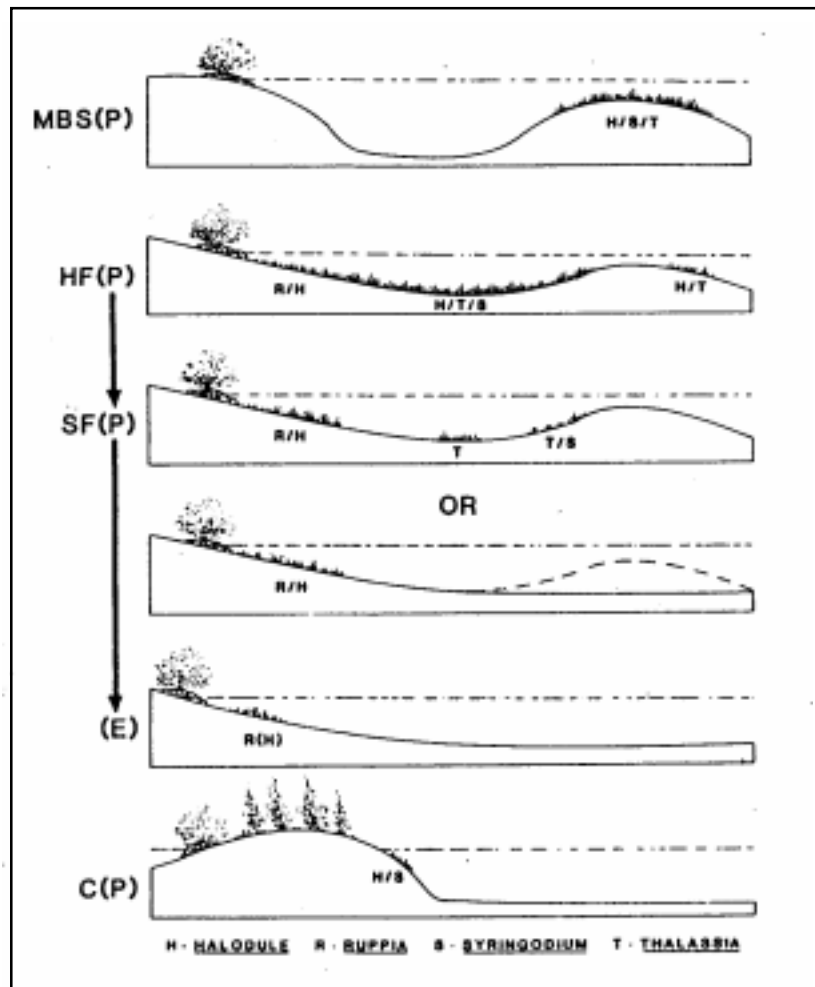 MBS(P)
H/S/T
HF(P)
R/H
H/T/S
H/T
SF(P)
R/H
T
T/S
OR
R/H
(E)
R(H)
C(P)
H/S
H - HALODULE R - RUPPIA S - SYRINGODIUM T - THALASSIA